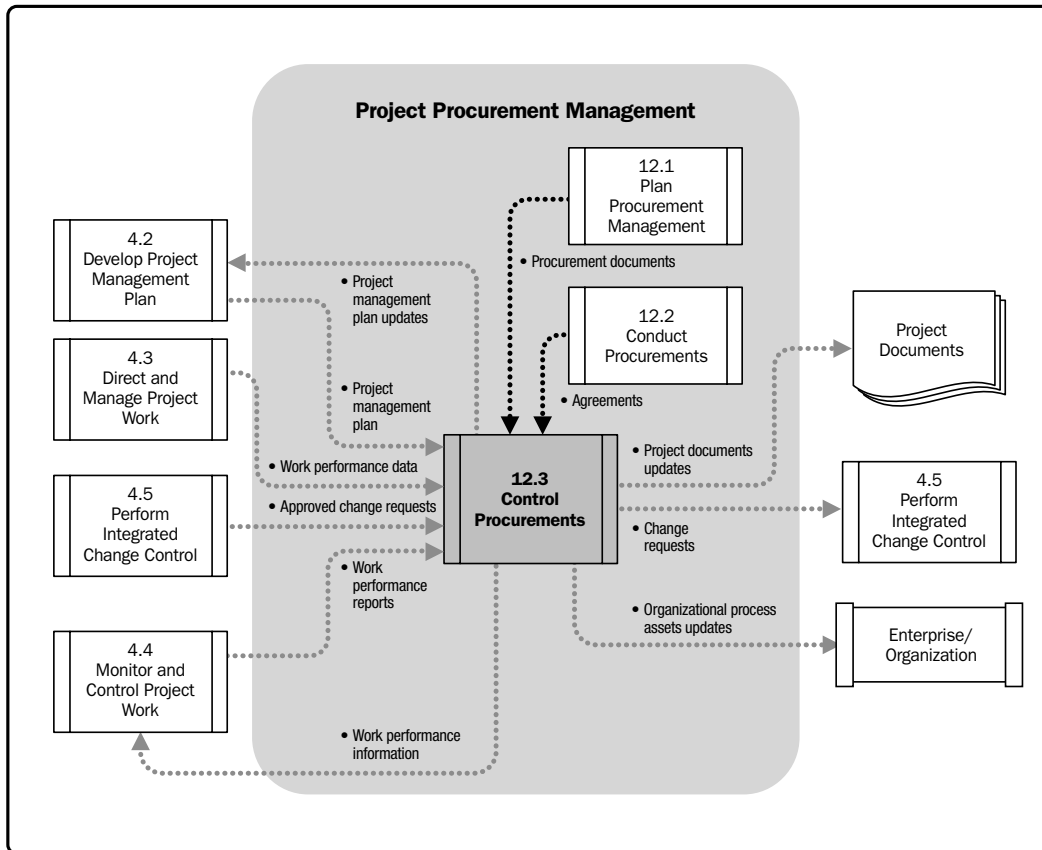 Project Procurement Management
12.1
Plan
Procurement
Management
4.2
Develop Project
Management
Plan
• Project
management
plan updates
• Procurement documents
12.2
Conduct
Procurements
Project
Documents
4.3
Direct and
Manage Project
Work
• Project
management
plan
• Agreements
• Work performance data
• Approved change requests
12.3
Control
Procurements
• Project documents
updates
4.5
Perform
Integrated
Change Control
• Change
requests
4.5
Perform
Integrated
Change Control
• Work
performance
reports
• Organizational process
assets updates
Enterprise/
Organization
4.4
Monitor and
Control Project
Work
• Work performance
information